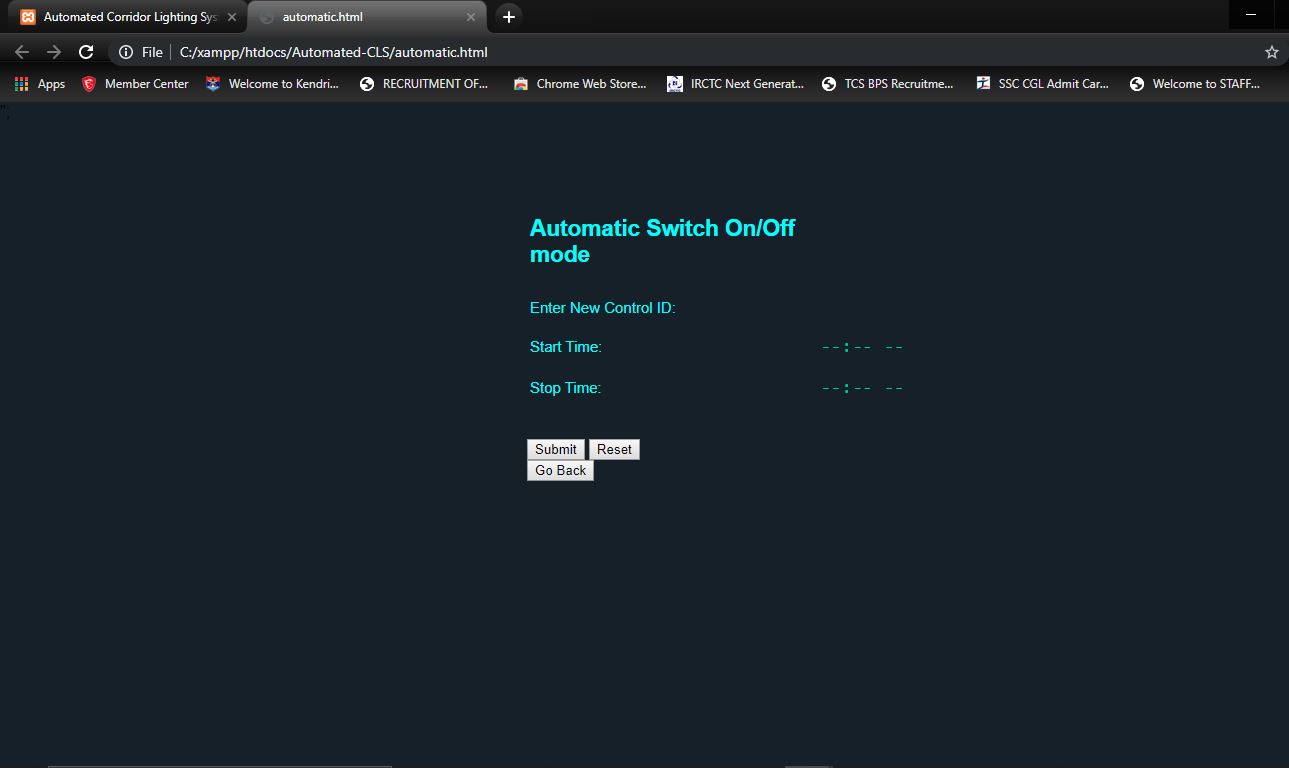 Automated Corridor Lighting Sys
automatic.html
File
C:/xampp/htdocs/Automated-CLS/automatic.html
Apps
Member Center
Welcome to Kendri...
RECRUITMENT OF...
Chrome Web Store...
IRCTC Next Generat...
TCS BPS Recruitme...
SSC CGL Admit Car...
Welcome to STAFF...
";
Automatic Switch On/Off
mode
Enter New Control ID:
Start Time: --:-- --
Stop Time: --:-- --
Submit Reset
Go Back